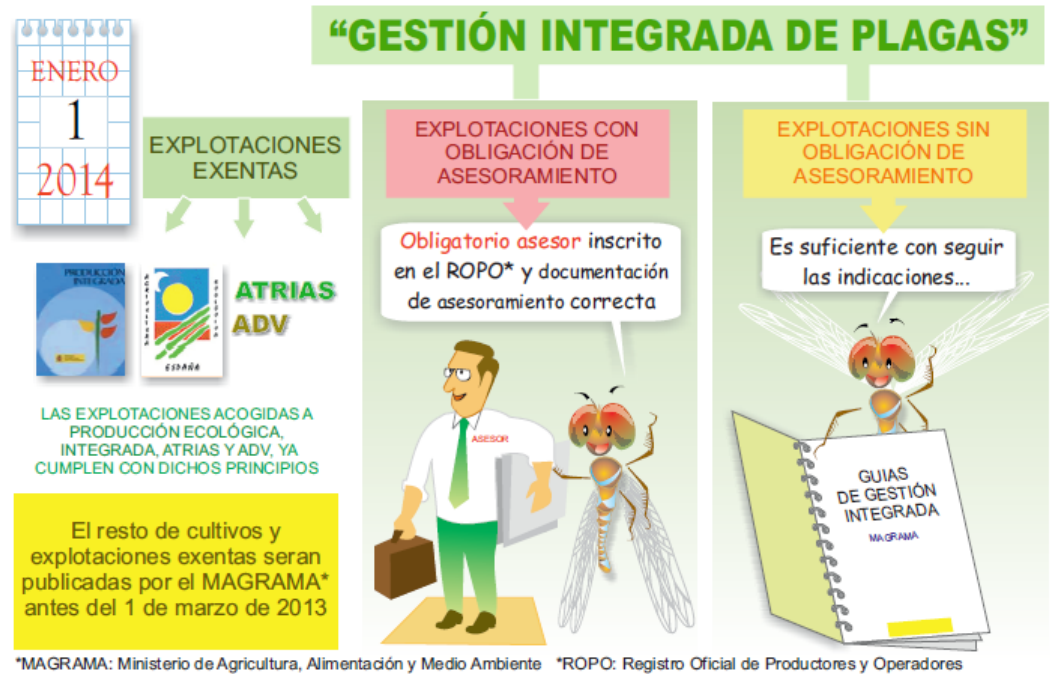 “GESTIÓN INTEGRADA DE PLAGAS”
ENERO
1
2014
EXPLOTACIONES
EXENTAS
PRODUCCIÓN
INTEGRADA
AGRICULTURA
ECOLÓGICA
ESPAÑA
ATRIAS
ADV
LAS EXPLOTACIONES ACOGIDAS A
PRODUCCIÓN ECOLÓGICA,
INTEGRADA, ATRIAS Y ADV, YA
CUMPLEN CON DICHOS PRINCIPIOS
El resto de cultivos y
explotaciones exentas seran
publicadas por el MAGRAMA*
antes del 1 de marzo de 2013
EXPLOTACIONES CON
OBLIGACIÓN DE
ASESORAMIENTO
Obligatorio asesor inscrito
en el ROPO* y documentación
de asesoramiento correcta
ASESOR
EXPLOTACIONES SIN
OBLIGACIÓN DE
ASESORAMIENTO
Es suficiente con seguir
las indicaciones...
GUIAS
DE GESTIÓN
INTEGRADA
MAGRAMA
*MAGRAMA: Ministerio de Agricultura, Alimentación y Medio Ambiente *ROPO: Registro Oficial de Productores y Operadores